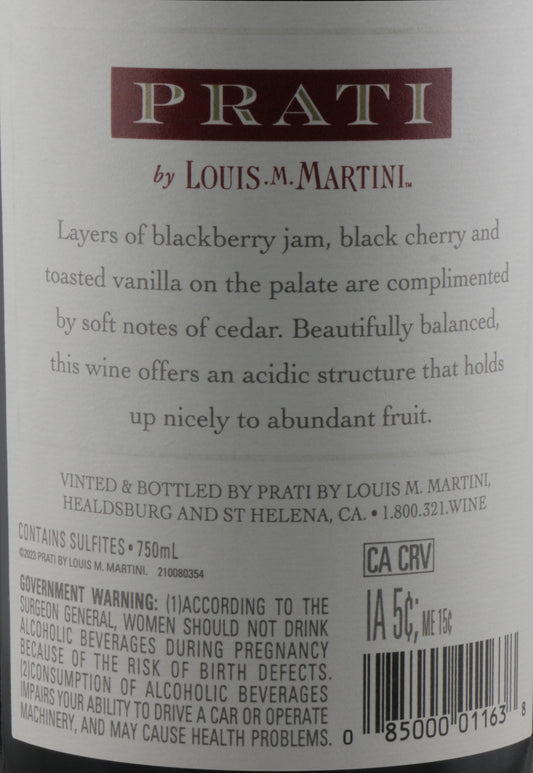 PRATI
by LOUIS.M.MARTINI™
Layers of blackberry jam, black cherry and
toasted vanilla on the palate are complimented
by soft notes of cedar. Beautifully balanced,
this wine offers an acidic structure that holds
up nicely to abundant fruit.
VINTED & BOTTLED BY PRATI BY LOUIS M. MARTINI,
HEALDSBURG AND ST HELENA, CA. • 1.800.321.WINE
CONTAINS SULFITES • 750mL
©2023 PRATI BY LOUIS M. MARTINI. 210080354
GOVERNMENT WARNING: (1)ACCORDING TO THE
SURGEON GENERAL, WOMEN SHOULD NOT DRINK
ALCOHOLIC BEVERAGES DURING PREGNANCY
BECAUSE OF THE RISK OF BIRTH DEFECTS.
(2)CONSUMPTION OF ALCOHOLIC BEVERAGES
IMPAIRS YOUR ABILITY TO DRIVE A CAR OR OPERATE
MACHINERY, AND MAY CAUSE HEALTH PROBLEMS.
CA CRV
IA 5¢; ME 15¢
0 85000 01163 8